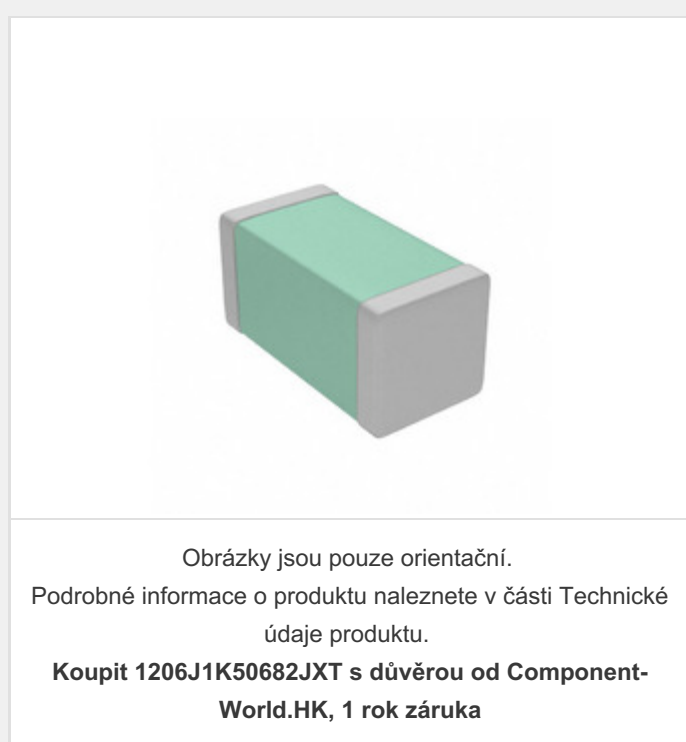 Obrázky jsou pouze orientační.
Podrobné informace o produktu naleznete v části Technické
údaje produktu.
Koupit 1206J1K50682JXT s důvěrou od Component-
World.HK, 1 rok záruka